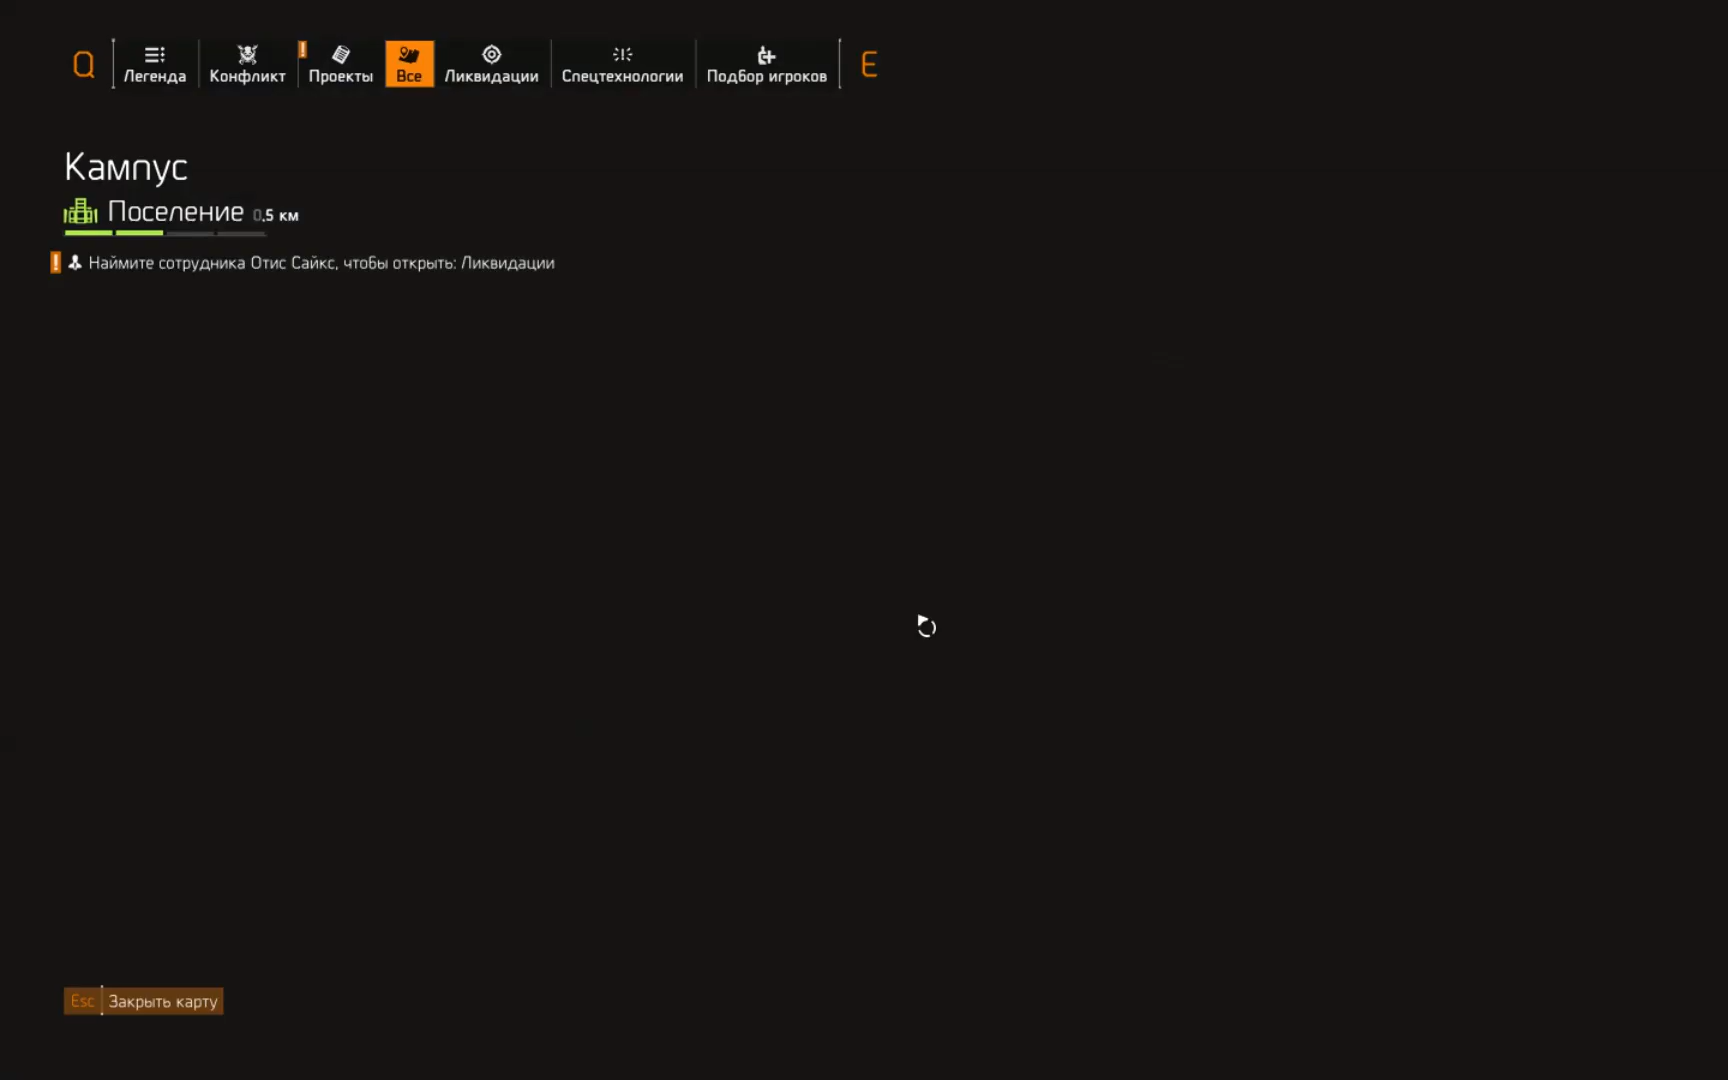 Q Легенда Конфликт ! Проекты Все Ликвидации Спецтехнологии Подбор игроков E
Кампус
Поселение 0.5 км
! Наймите сотрудника Отис Сайкс, чтобы открыть: Ликвидации
Esc Закрыть карту